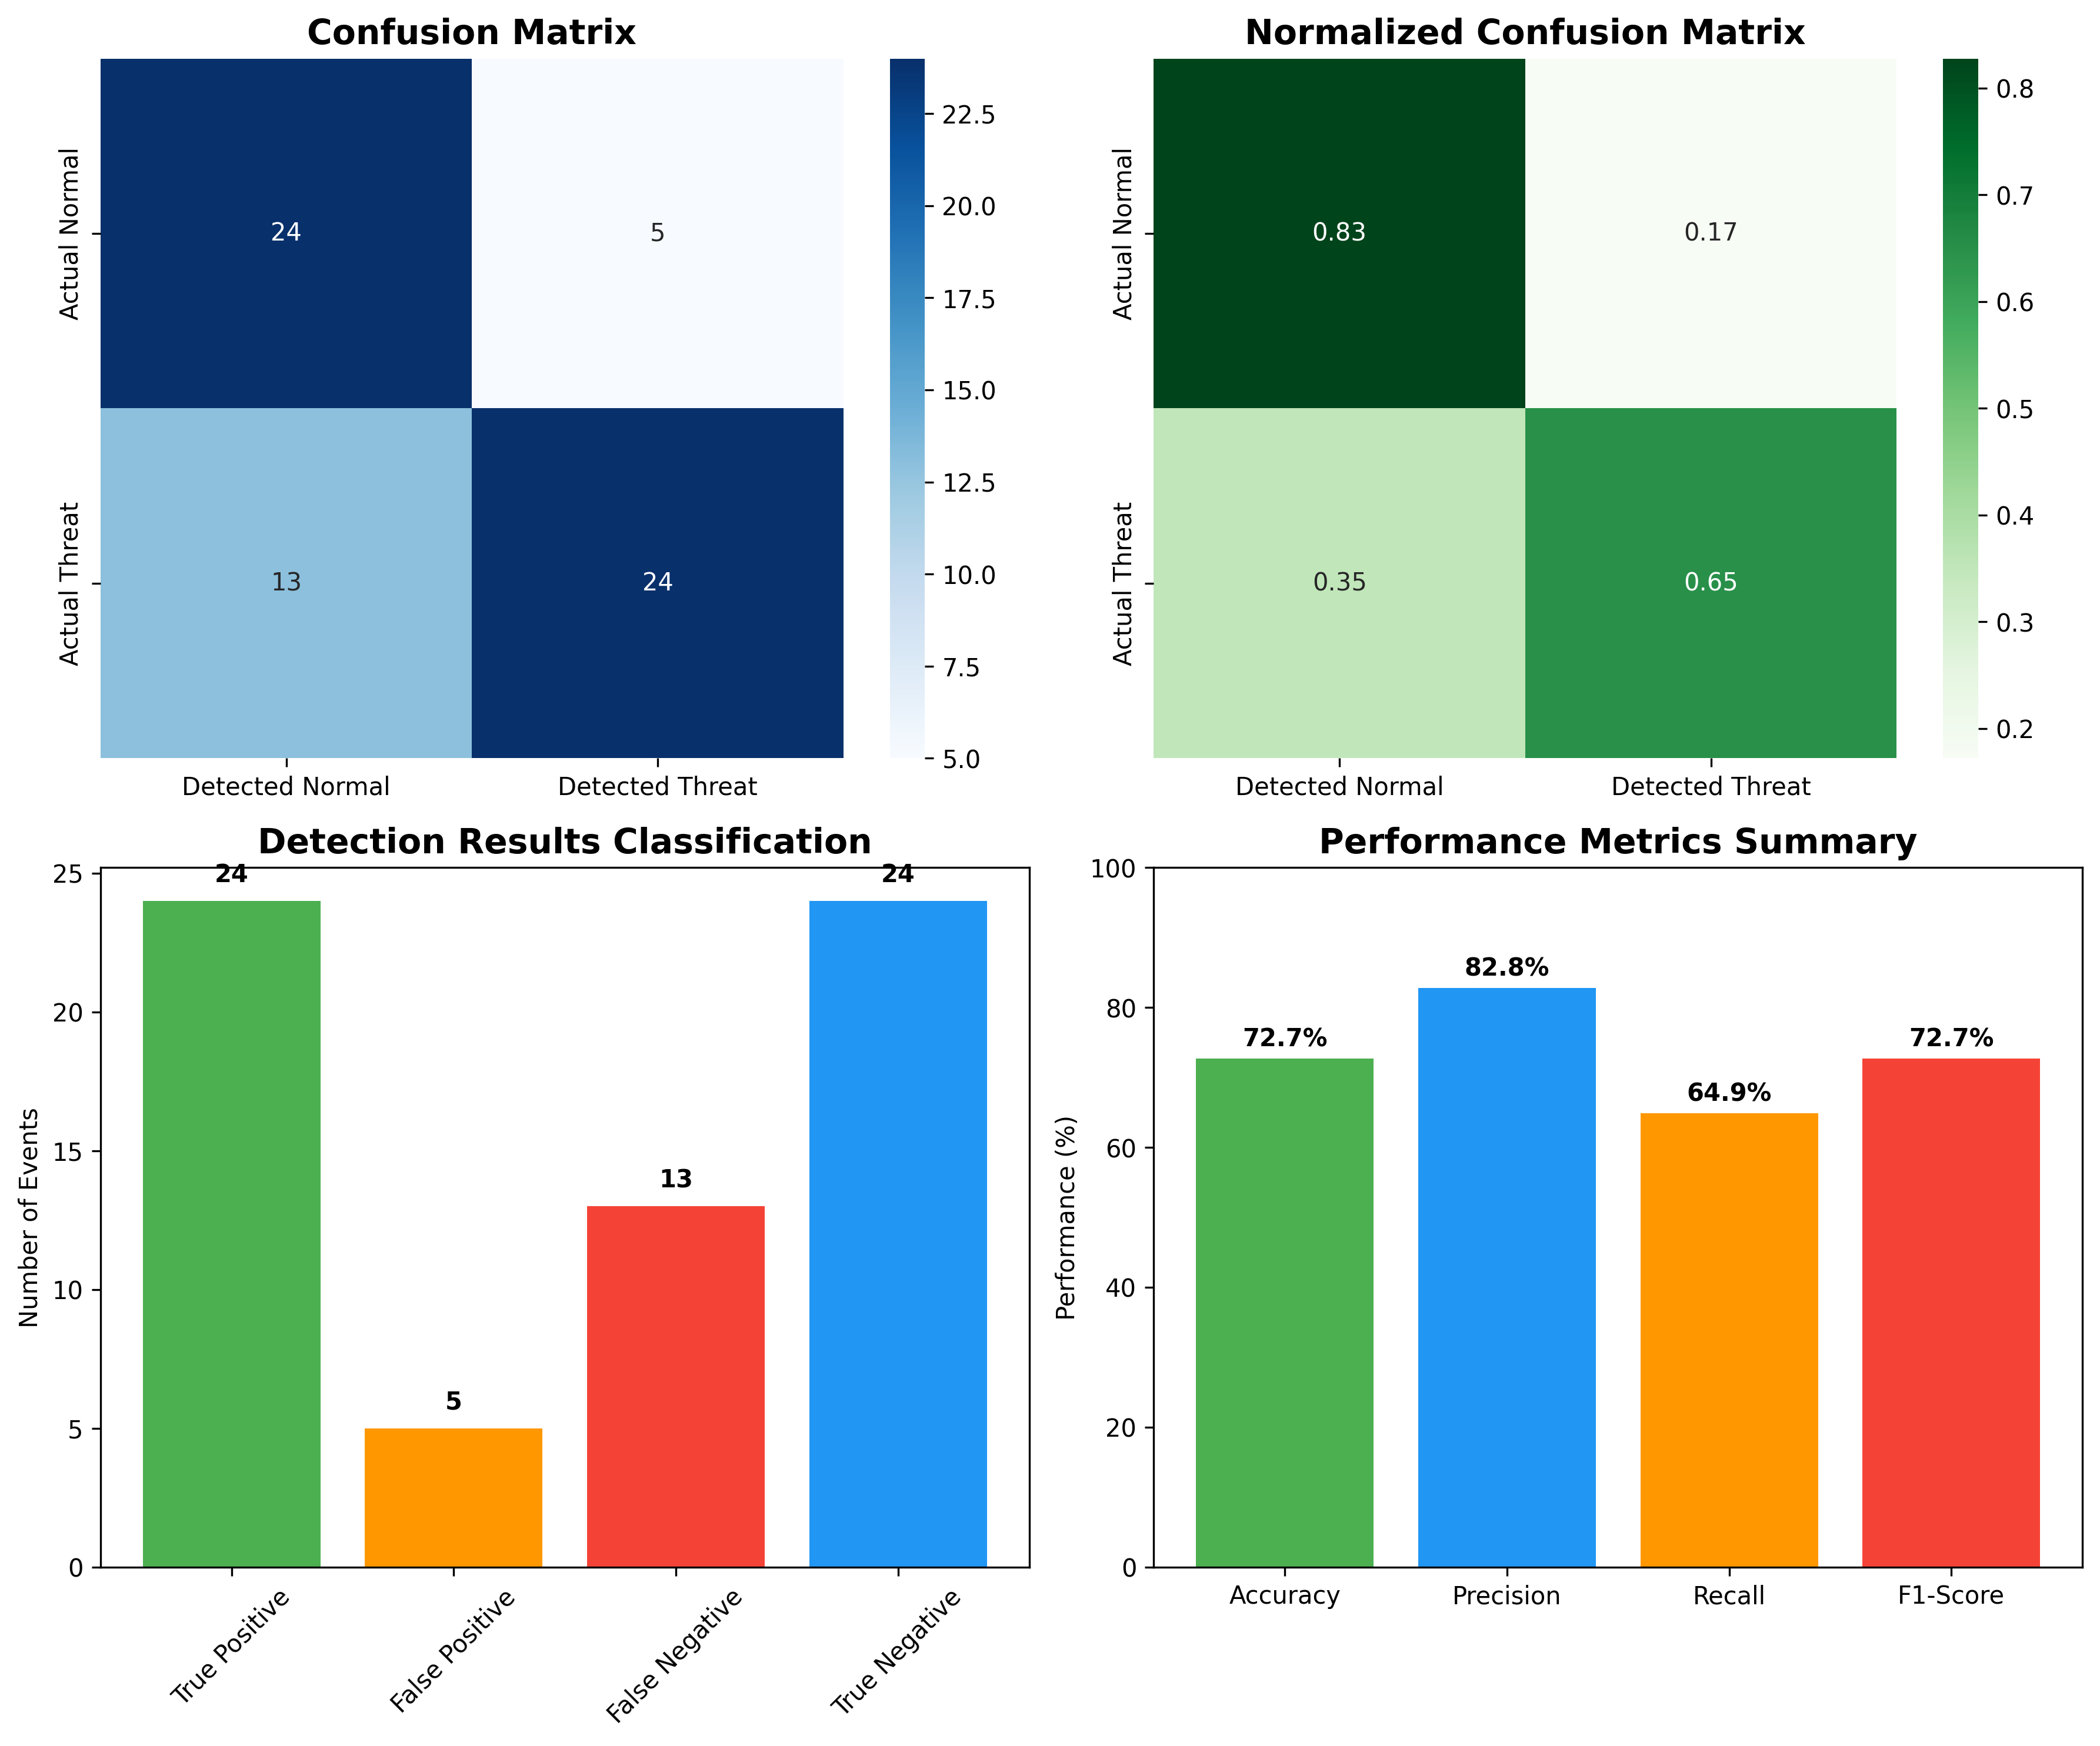 Confusion Matrix
Actual Normal
Actual Threat
24
5
13
24
Detected Normal
Detected Threat
22.5
20.0
17.5
15.0
12.5
10.0
7.5
5.0
Normalized Confusion Matrix
Actual Normal
Actual Threat
0.83
0.17
0.35
0.65
Detected Normal
Detected Threat
0.8
0.7
0.6
0.5
0.4
0.3
0.2
Detection Results Classification
Number of Events
25
20
15
10
5
0
24
5
13
24
True Positive
False Positive
False Negative
True Negative
Performance Metrics Summary
Performance (%)
100
80
60
40
20
0
72.7%
82.8%
64.9%
72.7%
Accuracy
Precision
Recall
F1-Score